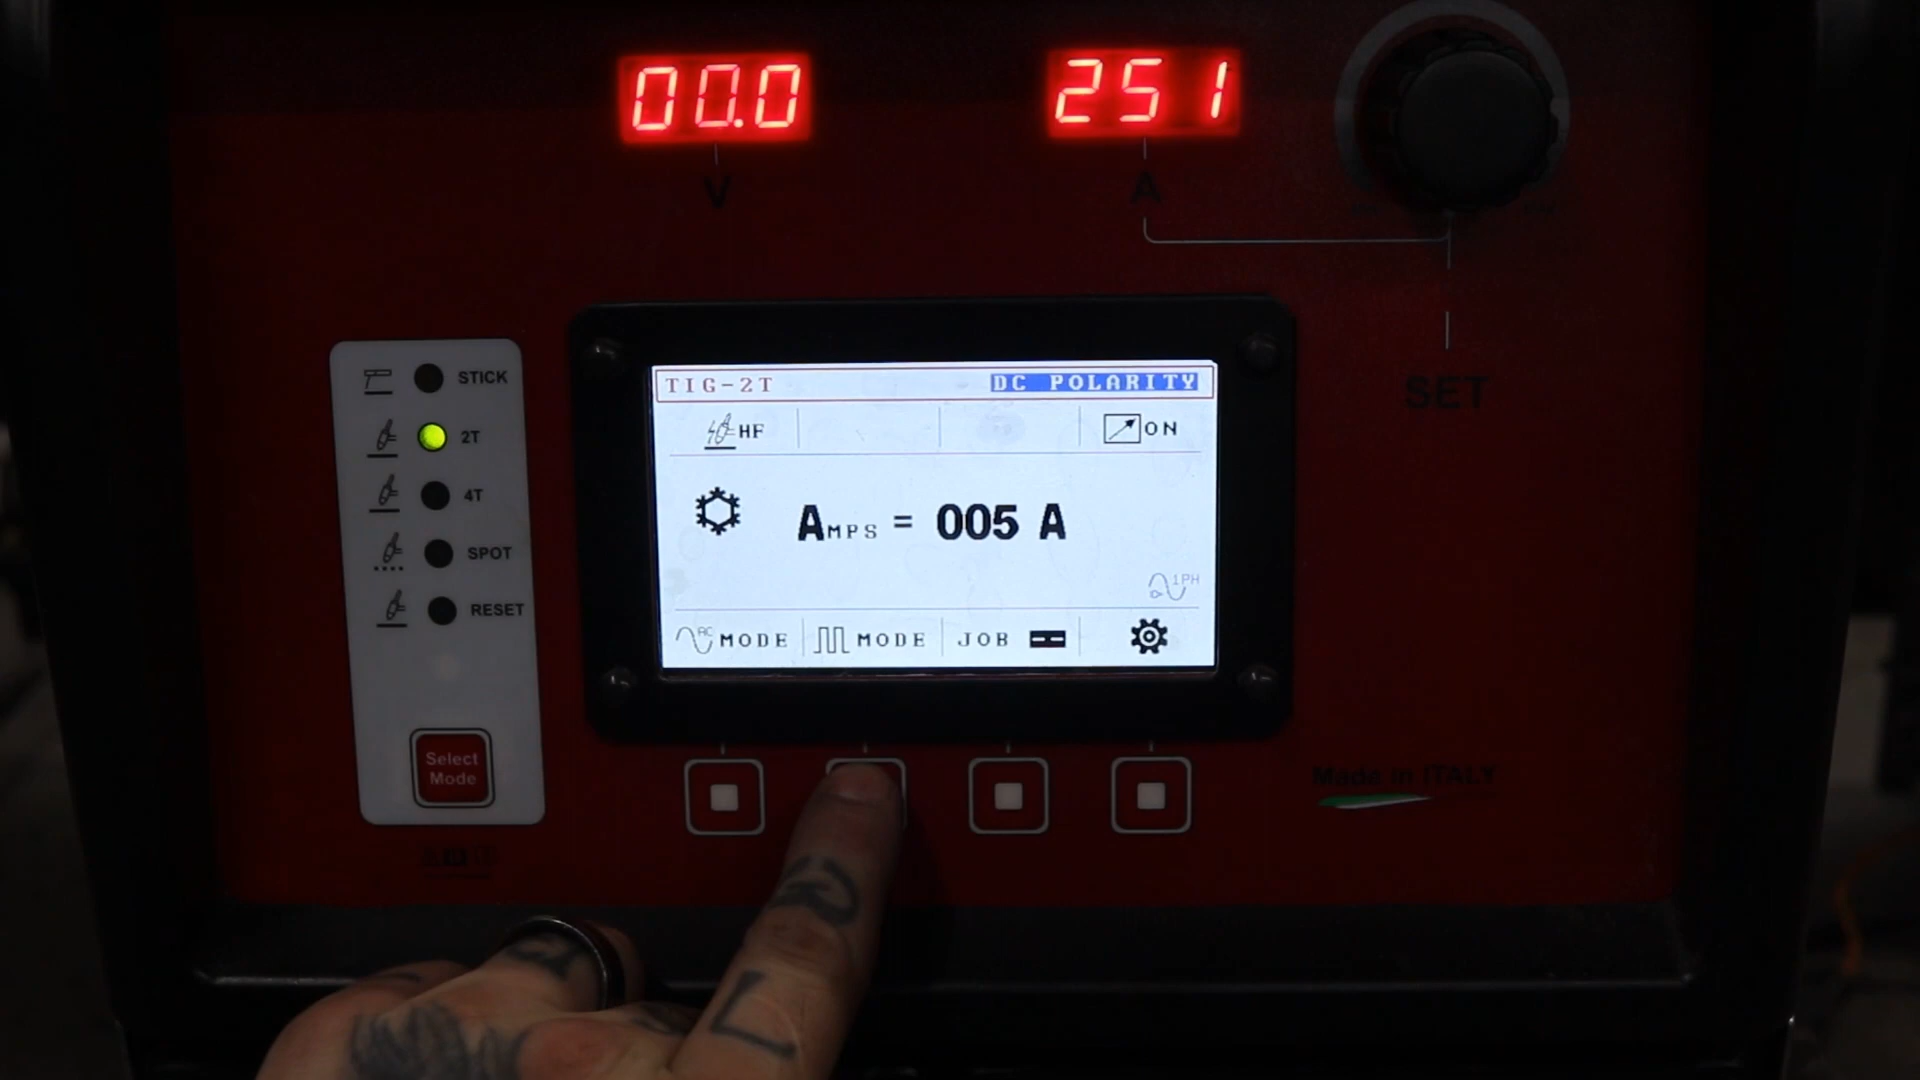 00.0
251
V
A
SET
STICK
2T
4T
SPOT
RESET
Select
Mode
TIG-2T
DC POLARITY
HF
ON
AMPS = 005 A
1PH
AC MODE
MODE
JOB --
Made in ITALY
L